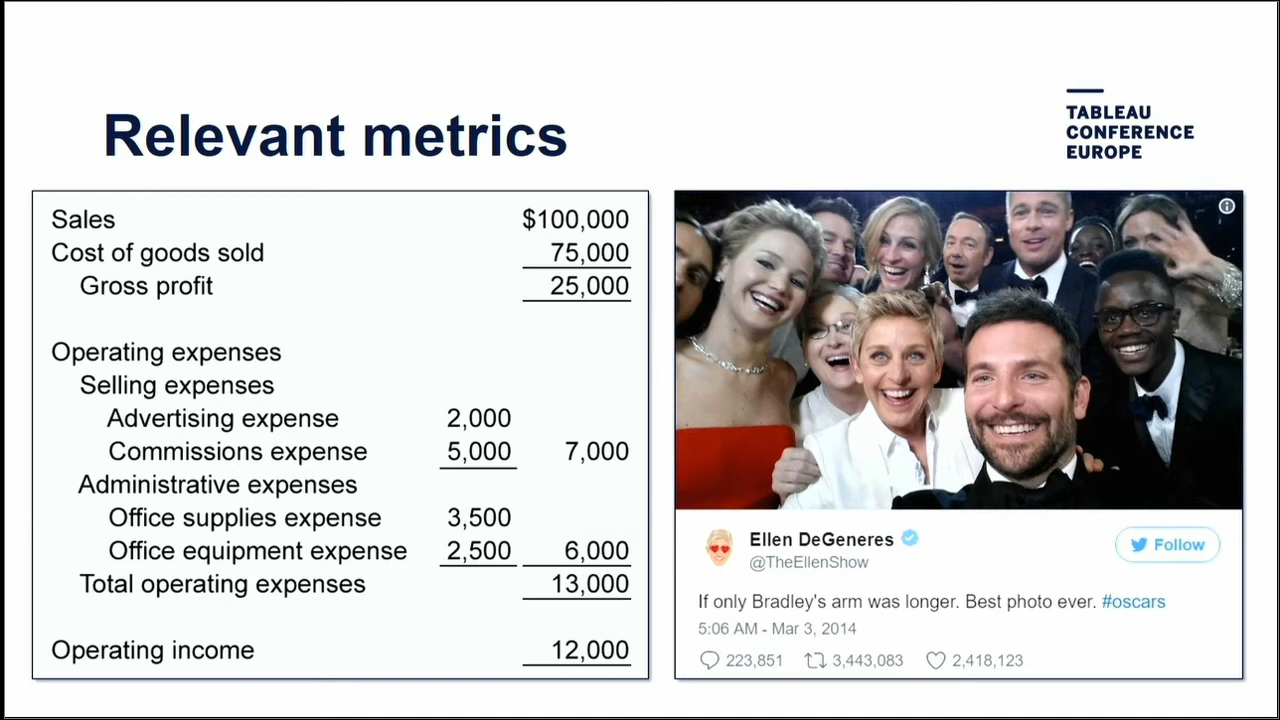 Relevant metrics
TABLEAU
CONFERENCE
EUROPE
Sales $100,000
Cost of goods sold 75,000
Gross profit 25,000
Operating expenses
Selling expenses
Advertising expense 2,000
Commissions expense 5,000 7,000
Administrative expenses
Office supplies expense 3,500
Office equipment expense 2,500 6,000
Total operating expenses 13,000
Operating income 12,000
Ellen DeGeneres
@TheEllenShow
Follow
If only Bradley's arm was longer. Best photo ever. #oscars
5:06 AM - Mar 3, 2014
223,851 3,443,083 2,418,123